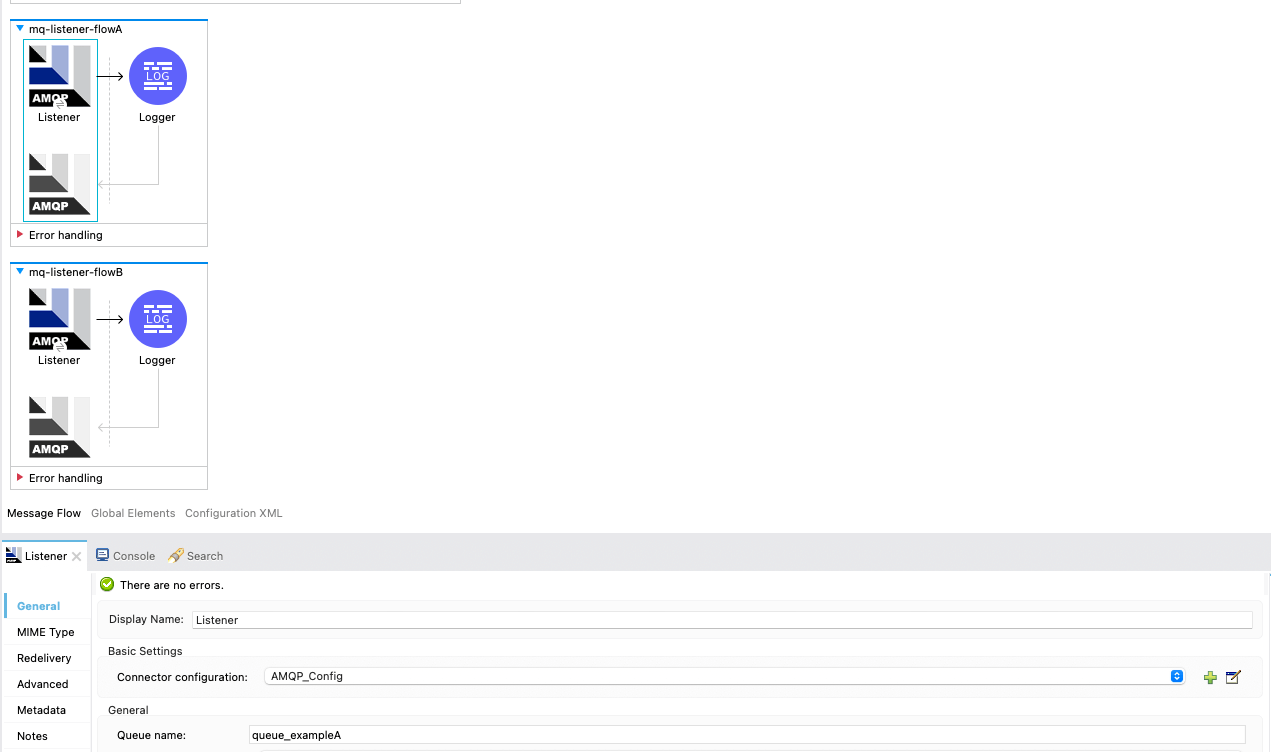 mq-listener-flowA
LOG
AMQP
Listener
Logger
AMQP
Error handling
mq-listener-flowB
LOG
AMQP
Listener
Logger
AMQP
Error handling
Message Flow Global Elements Configuration XML
Listener Console Search
There are no errors.
General
MIME Type
Redelivery
Advanced
Metadata
Notes
Display Name: Listener
Basic Settings
Connector configuration: AMQP_Config
General
Queue name: queue_exampleA